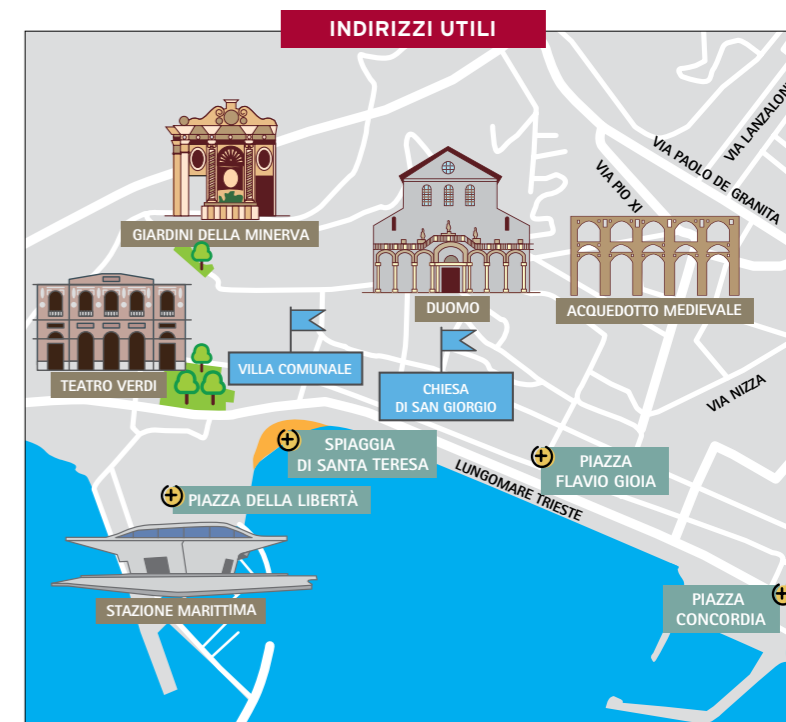 INDIRIZZI UTILI
VIA LANZALONE
VIA PAOLO DE GRANITA
VIA PIO XI
GIARDINI DELLA MINERVA
DUOMO
ACQUEDOTTO MEDIEVALE
TEATRO VERDI
VILLA COMUNALE
CHIESA
DI SAN GIORGIO
VIA NIZZA
SPIAGGIA
DI SANTA TERESA
LUNGOMARE TRIESTE
PIAZZA
FLAVIO GIOIA
PIAZZA DELLA LIBERTÀ
STAZIONE MARITTIMA
PIAZZA
CONCORDIA